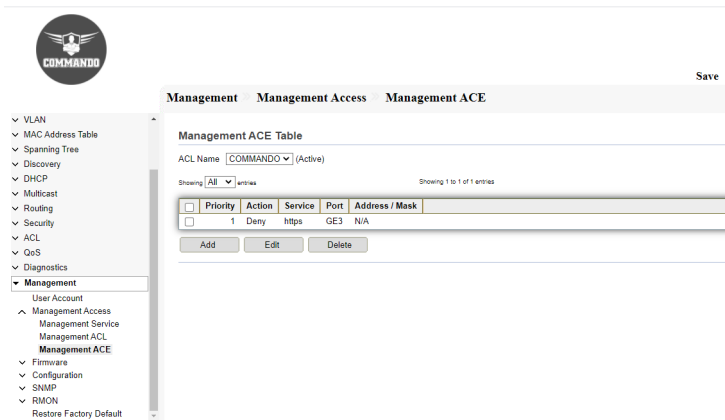 COMMANDO
Save
Management » Management Access » Management ACE
VLAN
MAC Address Table
Spanning Tree
Discovery
DHCP
Multicast
Routing
Security
ACL
QoS
Diagnostics
Management
User Account
Management Access
Management Service
Management ACL
Management ACE
Firmware
Configuration
SNMP
RMON
Restore Factory Default
Management ACE Table
ACL Name COMMANDO (Active)
Showing All entries Showing 1 to 1 of 1 entries
Priority Action Service Port Address / Mask
1 Deny https GE3 N/A
Add Edit Delete